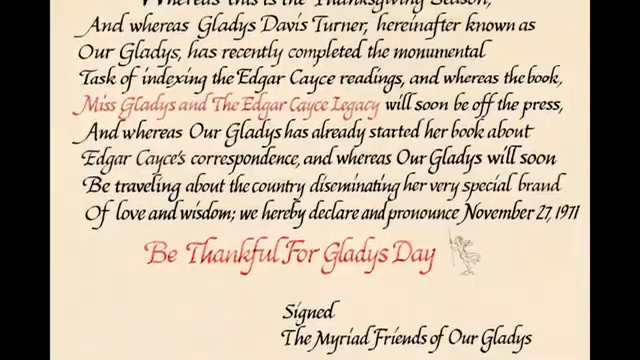 Whereas this is the Thanksgiving Season,
And whereas Gladys Davis Turner, hereinafter known as
Our Gladys, has recently completed the monumental
Task of indexing the Edgar Cayce readings, and whereas the book,
Miss Gladys and The Edgar Cayce Legacy will soon be off the press,
And whereas Our Gladys has already started her book about
Edgar Cayce's correspondence, and whereas Our Gladys will soon
Be traveling about the country diseminating her very special brand
Of love and wisdom; we hereby declare and pronounce November 27, 1971
Be Thankful For Gladys Day
Signed
The Myriad Friends of Our Gladys